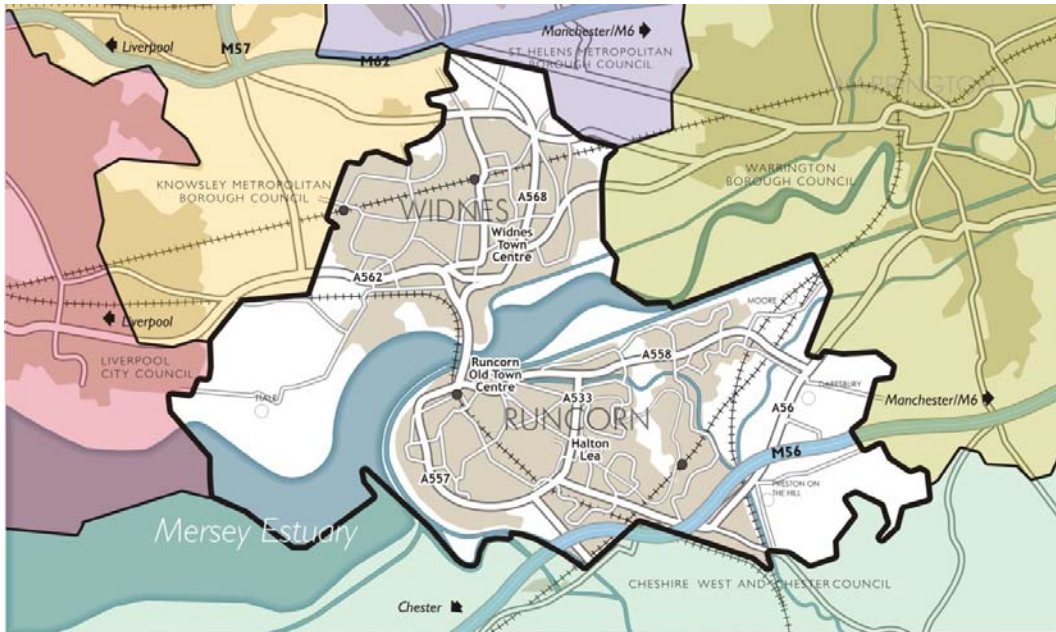 Liverpool
M57
Manchester/M6
ST HELENS METROPOLITAN
BOROUGH COUNCIL
M62
WARRINGTON
KNOWSLEY METROPOLITAN
BOROUGH COUNCIL
WARRINGTON
BOROUGH COUNCIL
WIDNES
A568
Widnes
Town
Centre
A562
MOORE
Liverpool
LIVERPOOL
CITY COUNCIL
Runcorn
Old Town
Centre
A558
HALE
A533
RUNCORN
DARESBURY
A56
Manchester/M6
Halton
Lea
M56
A557
PRESTON ON
THE HILL
Mersey Estuary
CHESHIRE WEST AND CHESTER COUNCIL
Chester